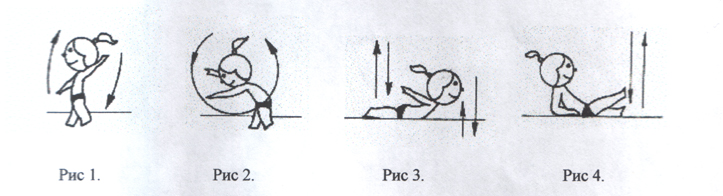 Рис 1. Рис 2. Рис 3. Рис 4.